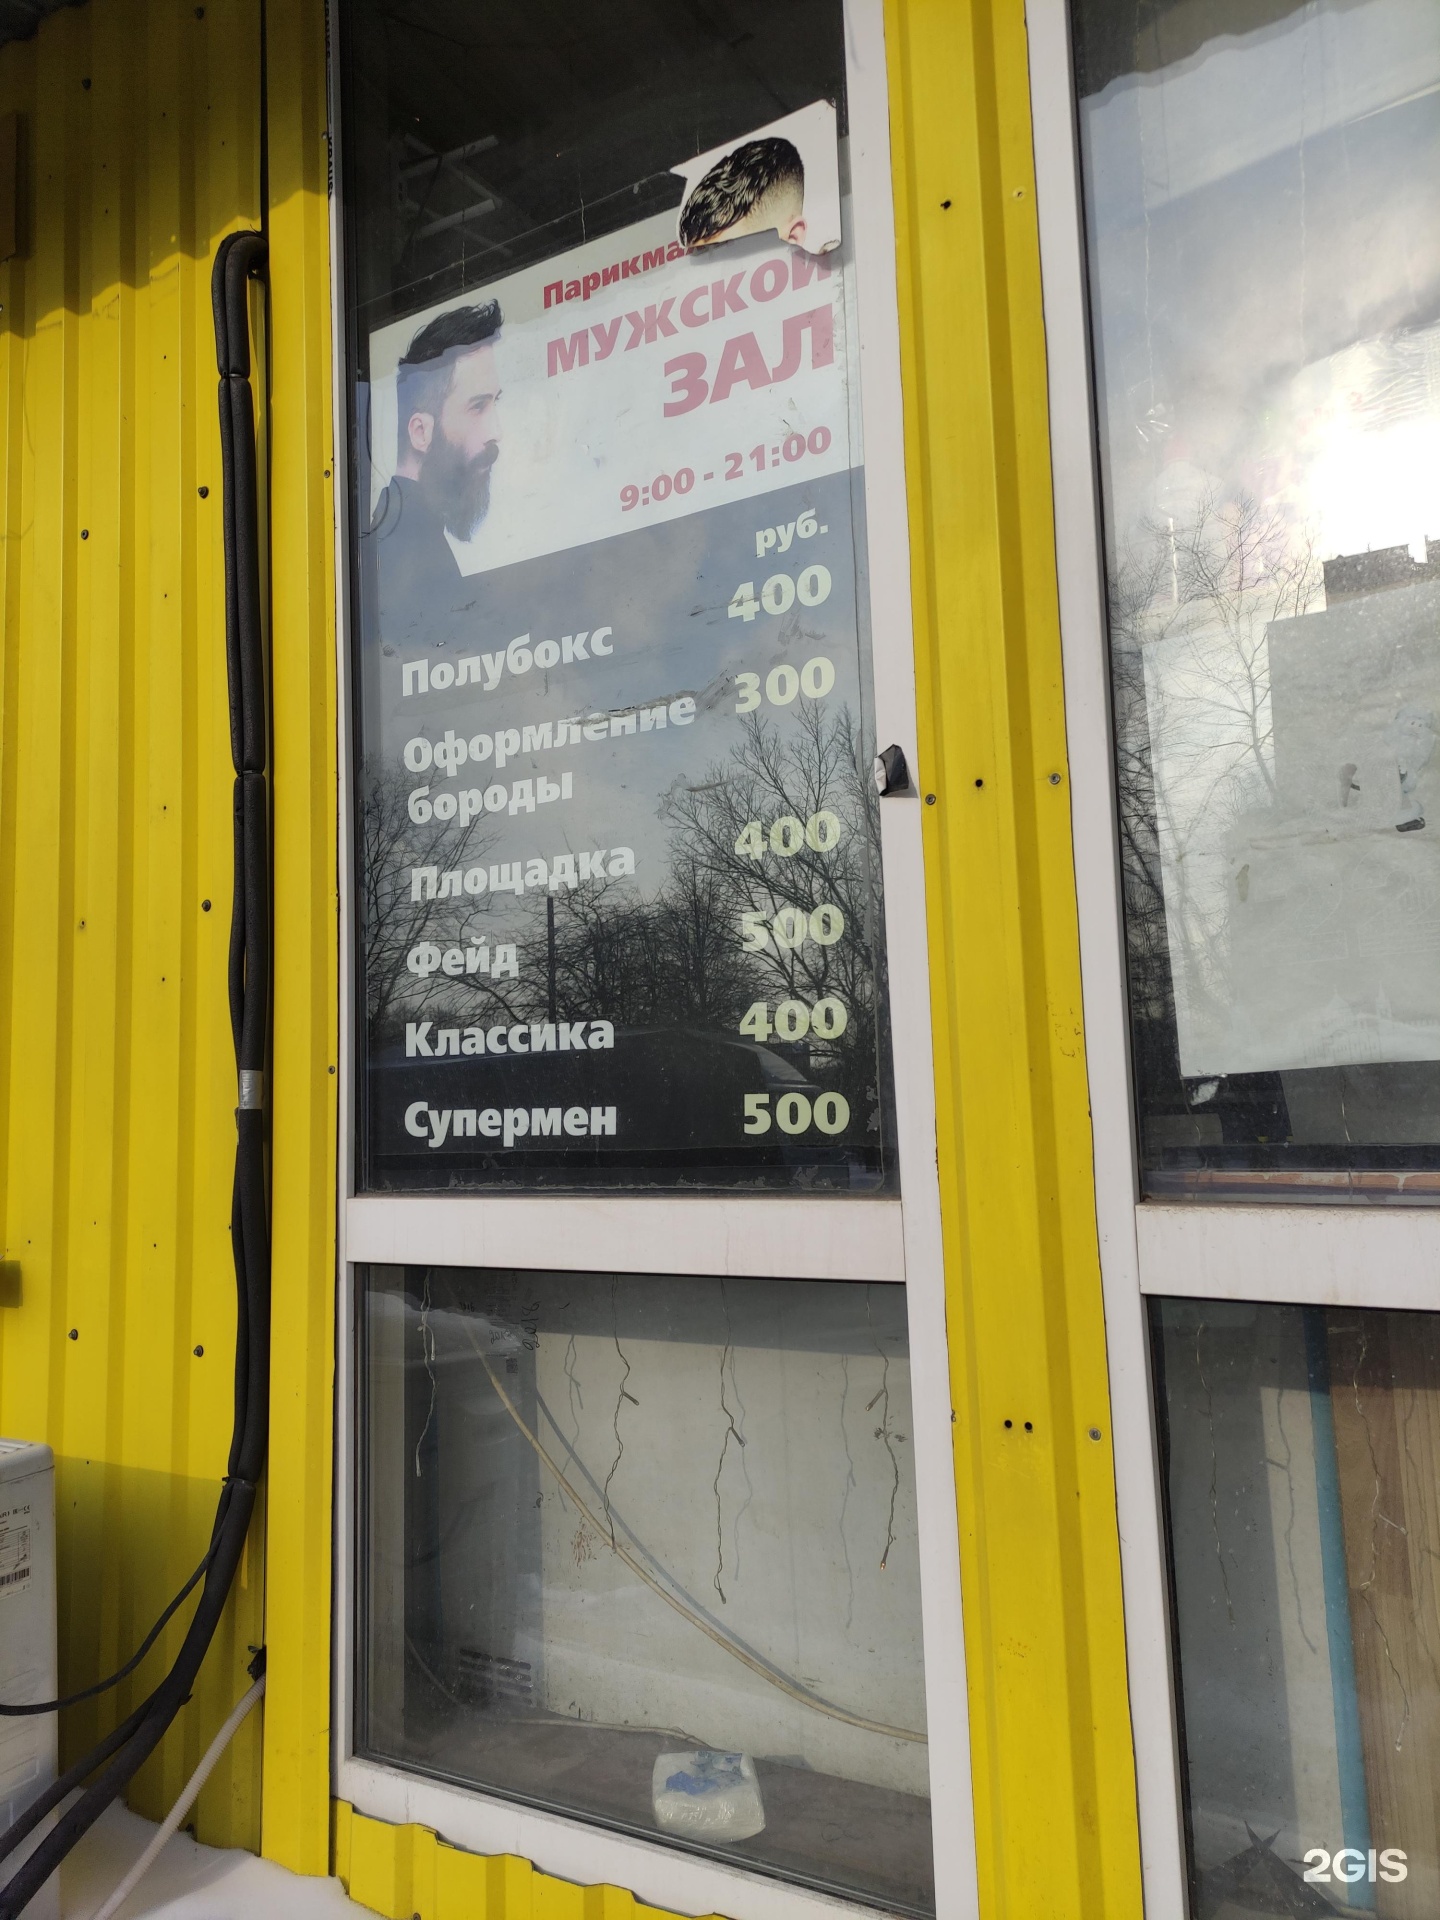 МУЖСКОЙ
ЗАЛ
9:00 - 21:00
руб.
Полубокс 400
Оформление 300
бороды
Площадка 400
Фейд 500
Классика 400
Супермен 500
2GIS